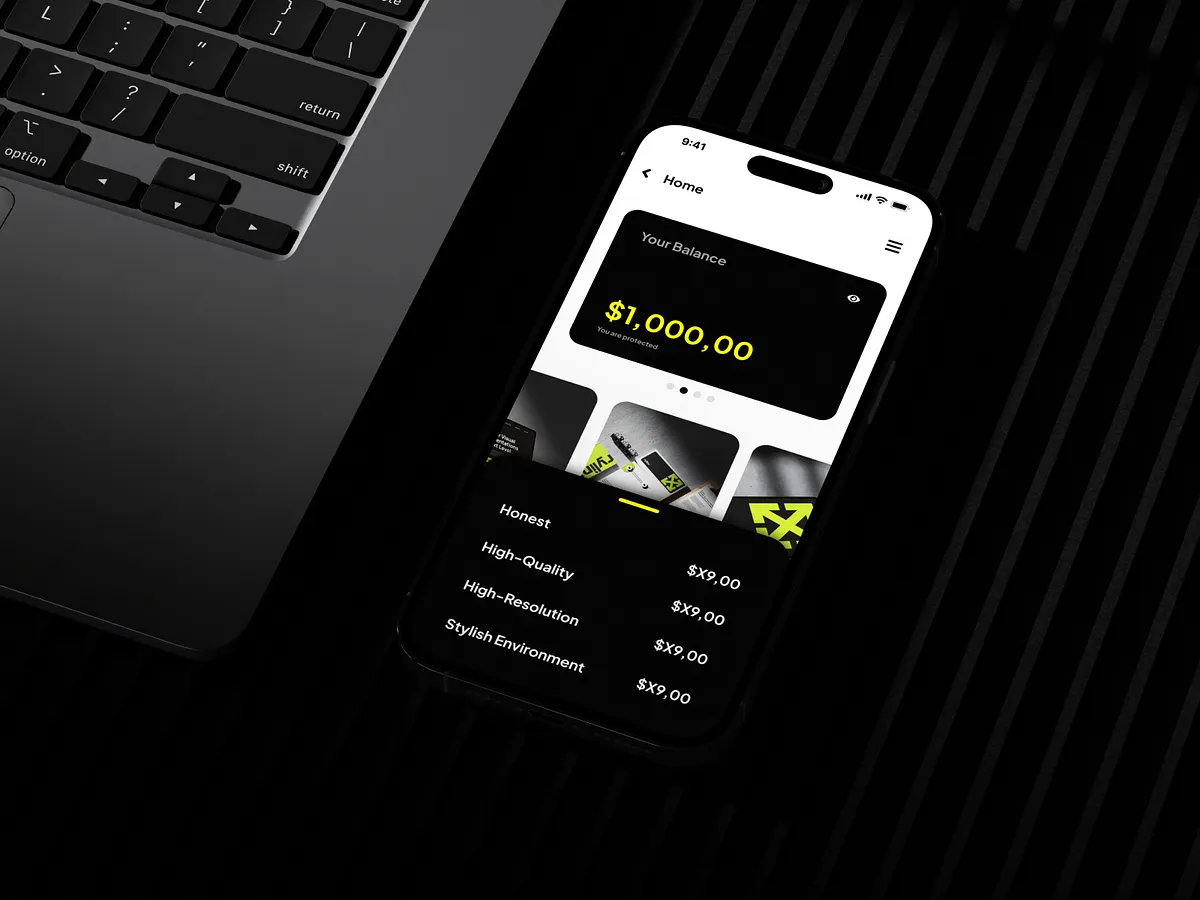 L
: ;
" '
{ [
} ]
| \
return
> .
? /
shift
option
9:41
Home
Your Balance
$1,000,00
You are protected
Honest
$X9,00
High-Quality
$X9,00
High-Resolution
$X9,00
Stylish Environment
$X9,00